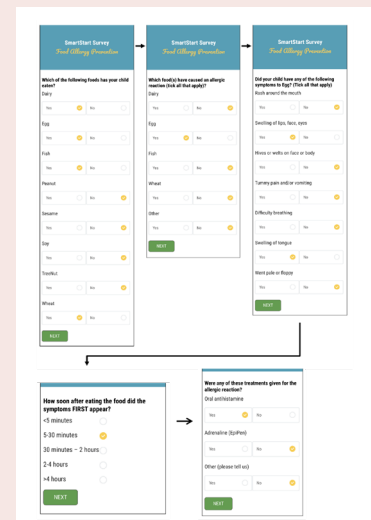 SmartStart Survey
Food Allergy Prevention
Which of the following foods has your child
eaten?
Dairy
Yes No
Egg
Yes No
Fish
Yes No
Peanut
Yes No
Sesame
Yes No
Soy
Yes No
TreeNut
Yes No
Wheat
Yes No
NEXT
SmartStart Survey
Food Allergy Prevention
Which food(s) have caused an allergic
reaction (tick all that apply)?
Dairy
Yes No
Egg
Yes No
Fish
Yes No
Wheat
Yes No
Other
Yes No
NEXT
SmartStart Survey
Food Allergy Prevention
Did your child have any of the following
symptoms to Egg? (Tick all that apply)
Rash around the mouth
Yes No
Swelling of lips, face, eyes
Yes No
Hives or welts on face or body
Yes No
Tummy pain and/or vomiting
Yes No
Difficulty breathing
Yes No
Swelling of tongue
Yes No
Went pale or floppy
Yes No
NEXT
How soon after eating the food did the
symptoms FIRST appear?
<5 minutes
5-30 minutes
30 minutes – 2 hours
2-4 hours
>4 hours
NEXT
Were any of these treatments given for the
allergic reaction?
Oral antihistamine
Yes No
Adrenaline (EpiPen)
Yes No
Other (please tell us)
Yes No
NEXT